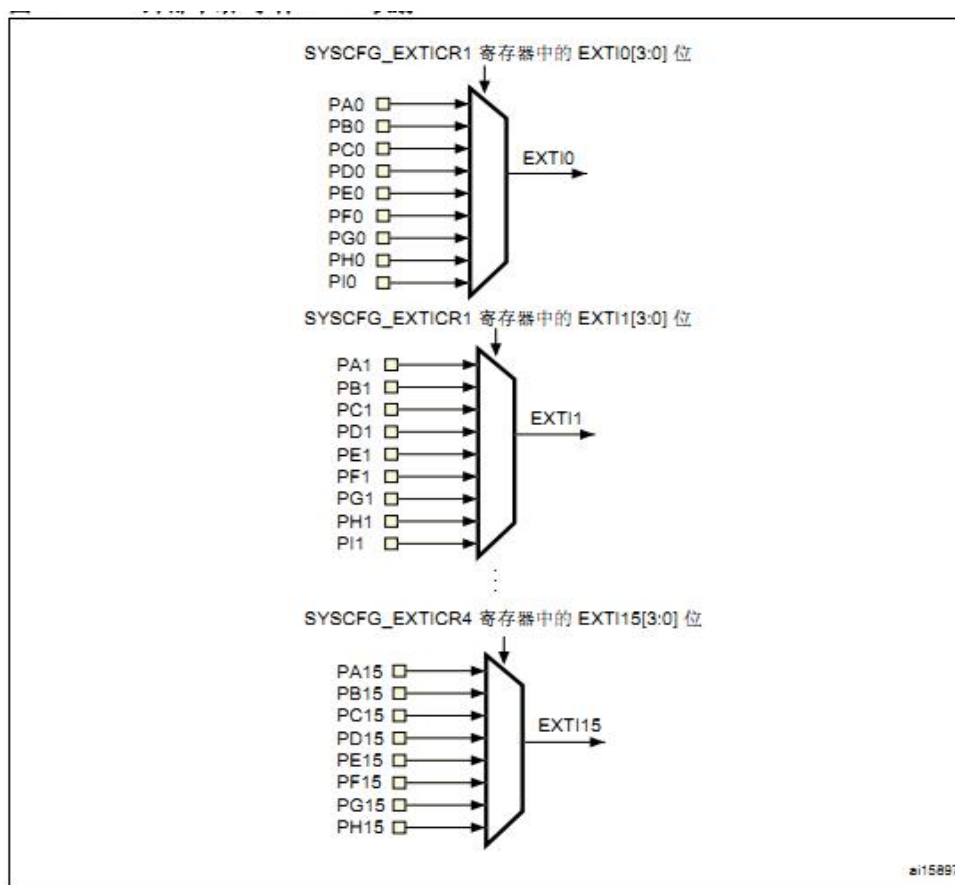 SYSCFG_EXTICR1 寄存器中的 EXTI0[3:0] 位
PA0
PB0
PC0
PD0
PE0
PF0
PG0
PH0
PI0
EXTI0
SYSCFG_EXTICR1 寄存器中的 EXTI1[3:0] 位
PA1
PB1
PC1
PD1
PE1
PF1
PG1
PH1
PI1
EXTI1
SYSCFG_EXTICR4 寄存器中的 EXTI15[3:0] 位
PA15
PB15
PC15
PD15
PE15
PF15
PG15
PH15
EXTI15
ai15897